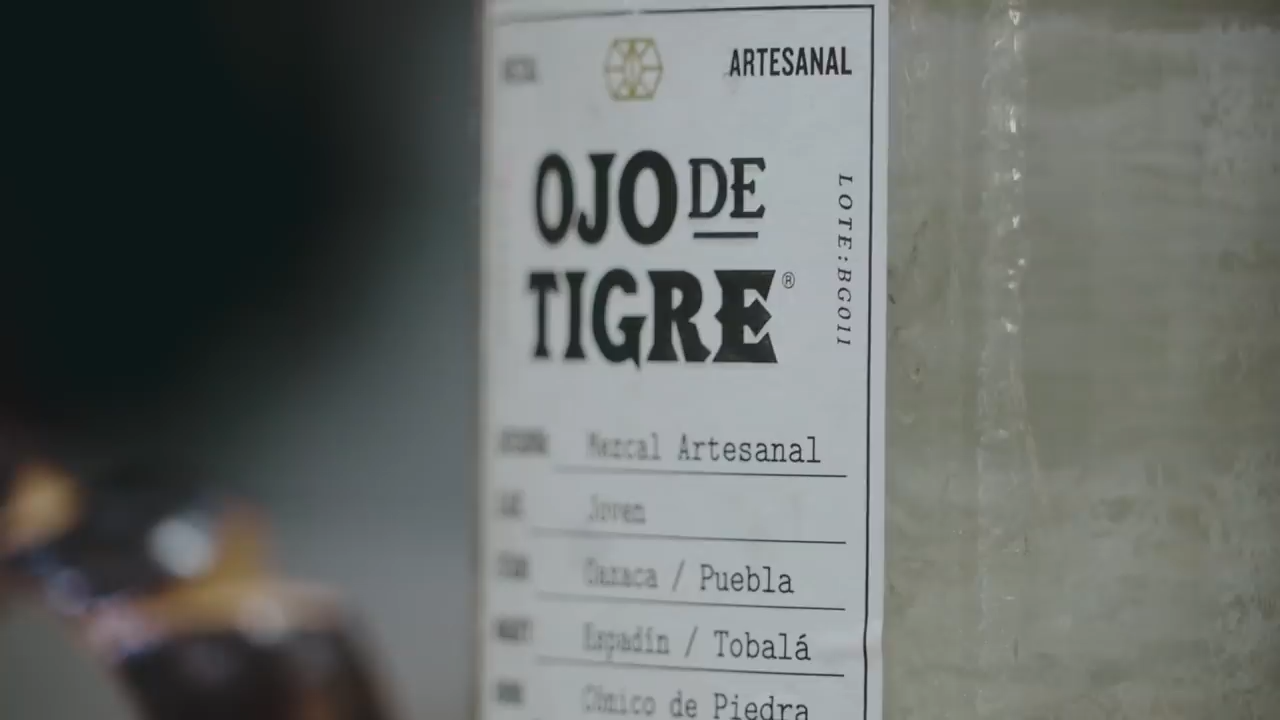 ARTESANAL
OJO DE
TIGRE®
LOTE:BG011
Mezcal Artesanal
Joven
Oaxaca / Puebla
Espadín / Tobalá
Cónico de Piedra